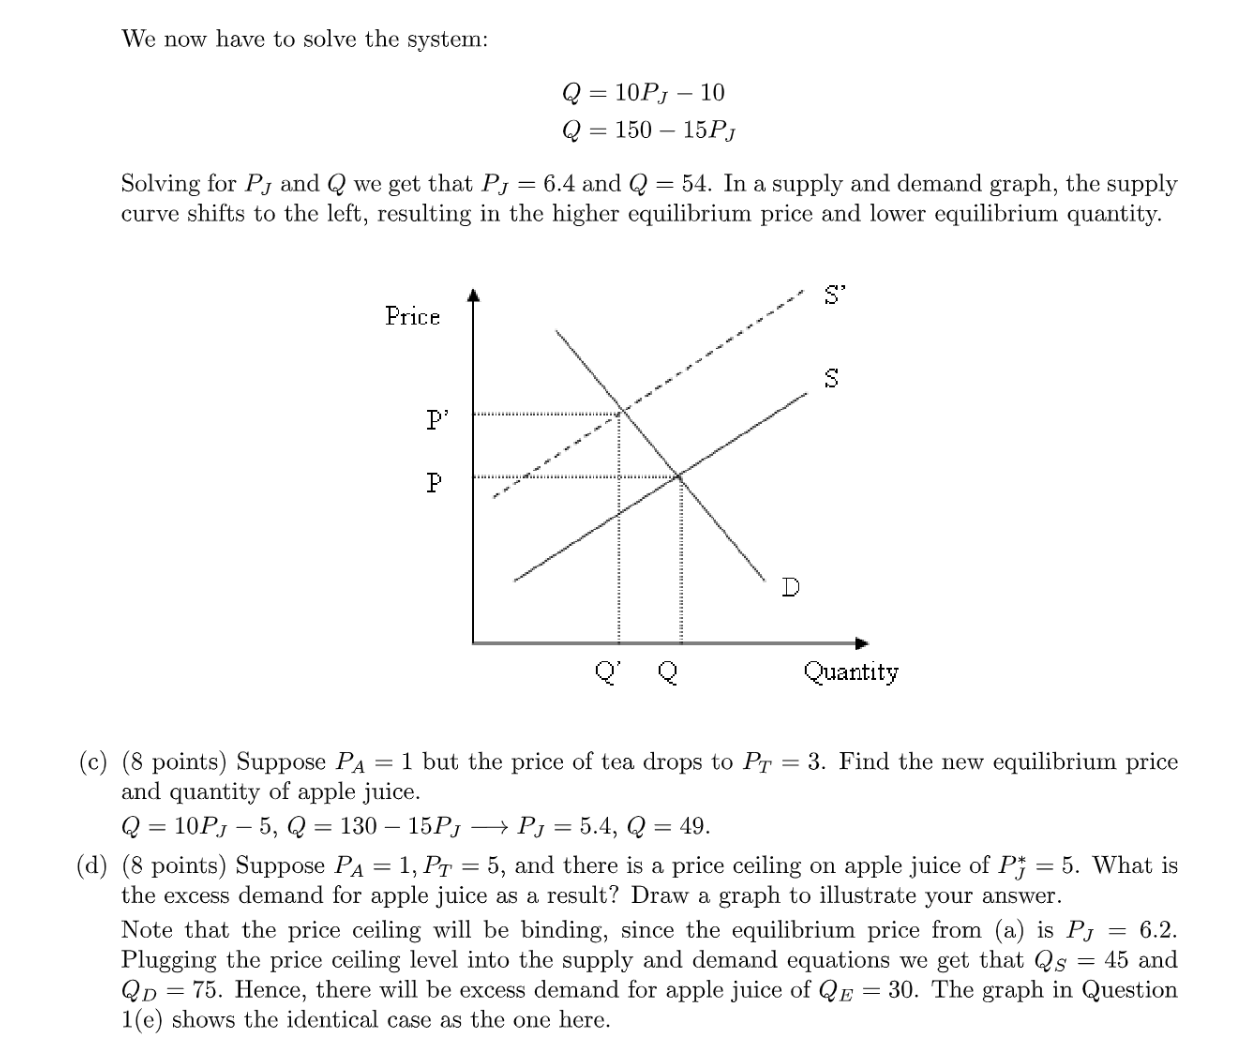 We now have to solve the system:
Q = 10P_J − 10
Q = 150 − 15P_J
Solving for P_J and Q we get that P_J = 6.4 and Q = 54. In a supply and demand graph, the supply
curve shifts to the left, resulting in the higher equilibrium price and lower equilibrium quantity.
S'
Price
S
P'
P
D
Q' Q Quantity
(c) (8 points) Suppose P_A = 1 but the price of tea drops to P_T = 3. Find the new equilibrium price
and quantity of apple juice.
Q = 10P_J − 5, Q = 130 − 15P_J ⟶ P_J = 5.4, Q = 49.
(d) (8 points) Suppose P_A = 1, P_T = 5, and there is a price ceiling on apple juice of P*_J = 5. What is
the excess demand for apple juice as a result? Draw a graph to illustrate your answer.
Note that the price ceiling will be binding, since the equilibrium price from (a) is P_J = 6.2.
Plugging the price ceiling level into the supply and demand equations we get that Q_S = 45 and
Q_D = 75. Hence, there will be excess demand for apple juice of Q_E = 30. The graph in Question
1(e) shows the identical case as the one here.